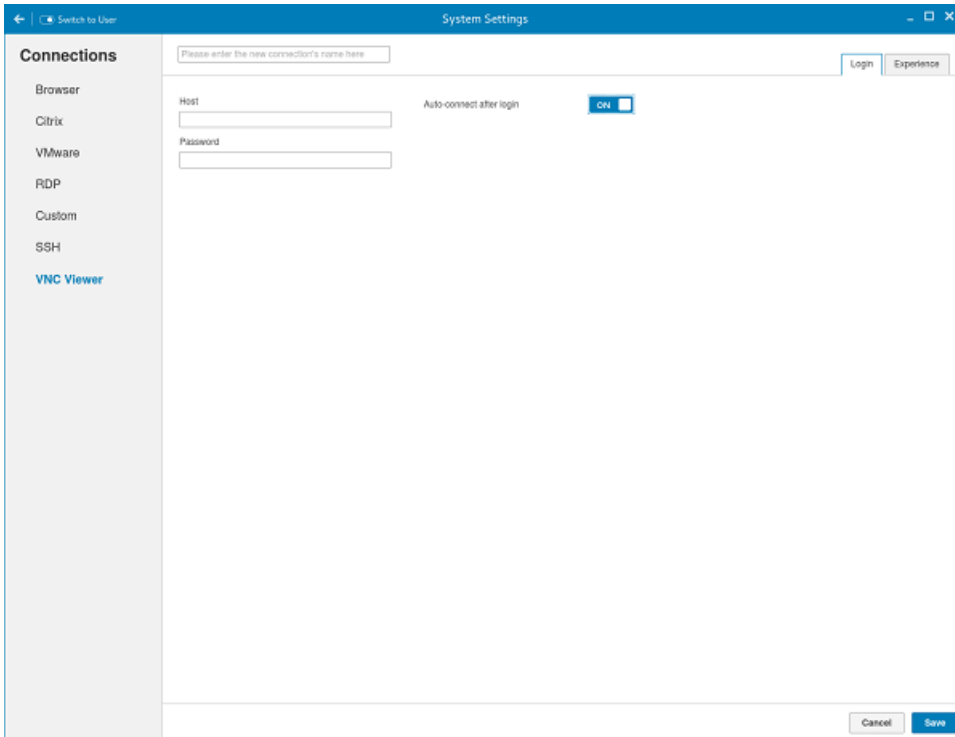 Switch to User
System Settings
Connections
Browser
Citrix
VMware
RDP
Custom
SSH
VNC Viewer
Please enter the new connection's name here
Login
Experience
Host
Auto-connect after login
ON
Password
Cancel
Save